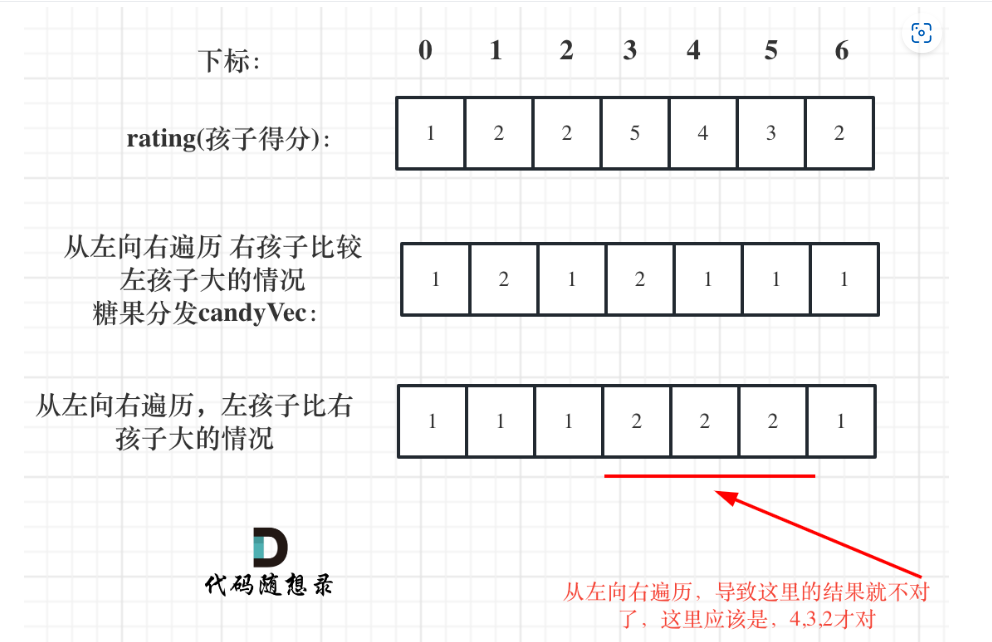 下标： 0 1 2 3 4 5 6
rating(孩子得分)： 1 2 2 5 4 3 2
从左向右遍历 右孩子比较
左孩子大的情况
糖果分发candyVec： 1 2 1 2 1 1 1
从左向右遍历，左孩子比右
孩子大的情况
1 1 1 2 2 2 1
代码随想录
从左向右遍历，导致这里的结果就不对
了，这里应该是，4,3,2才对